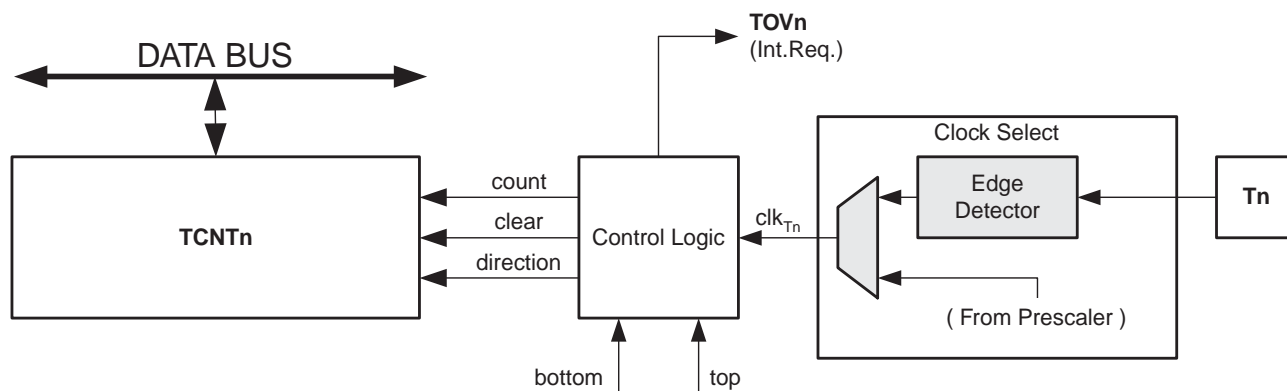 DATA BUS
TOVn
(Int.Req.)
Clock Select
count
clear
direction
TCNTn
Control Logic
clkTn
Edge
Detector
Tn
( From Prescaler )
bottom
top